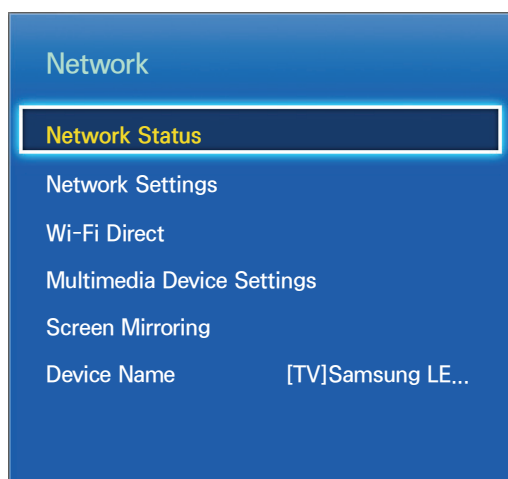 Network
Network Status
Network Settings
Wi-Fi Direct
Multimedia Device Settings
Screen Mirroring
Device Name [TV]Samsung LE...